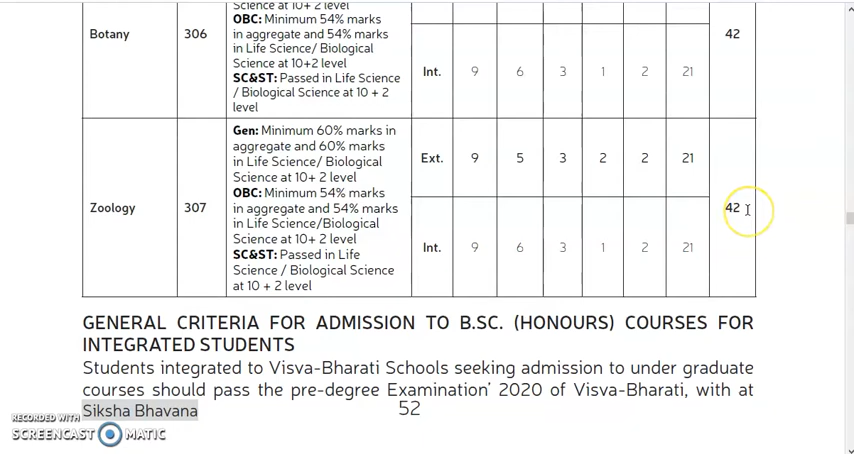 Science at 10+ 2 level
OBC: Minimum 54% marks
in aggregate and 54% marks
in Life Science/ Biological
Science at 10+2 level
SC&ST: Passed in Life Science
/ Biological Science at 10 + 2
level
Botany 306 42
Int. 9 6 3 1 2 21
Gen: Minimum 60% marks in
aggregate and 60% marks
in Life Science/ Biological
Science at 10+ 2 level
OBC: Minimum 54% marks
in aggregate and 54% marks
in Life Science/Biological
Science at 10+ 2 level
SC&ST: Passed in Life
Science / Biological Science
at 10 + 2 level
Ext. 9 5 3 2 2 21
Zoology 307 42
Int. 9 6 3 1 2 21
GENERAL CRITERIA FOR ADMISSION TO B.SC. (HONOURS) COURSES FOR
INTEGRATED STUDENTS
Students integrated to Visva-Bharati Schools seeking admission to under graduate
courses should pass the pre-degree Examination' 2020 of Visva-Bharati, with at
Siksha Bhavana 52
RECORDED WITH
SCREENCAST MATIC